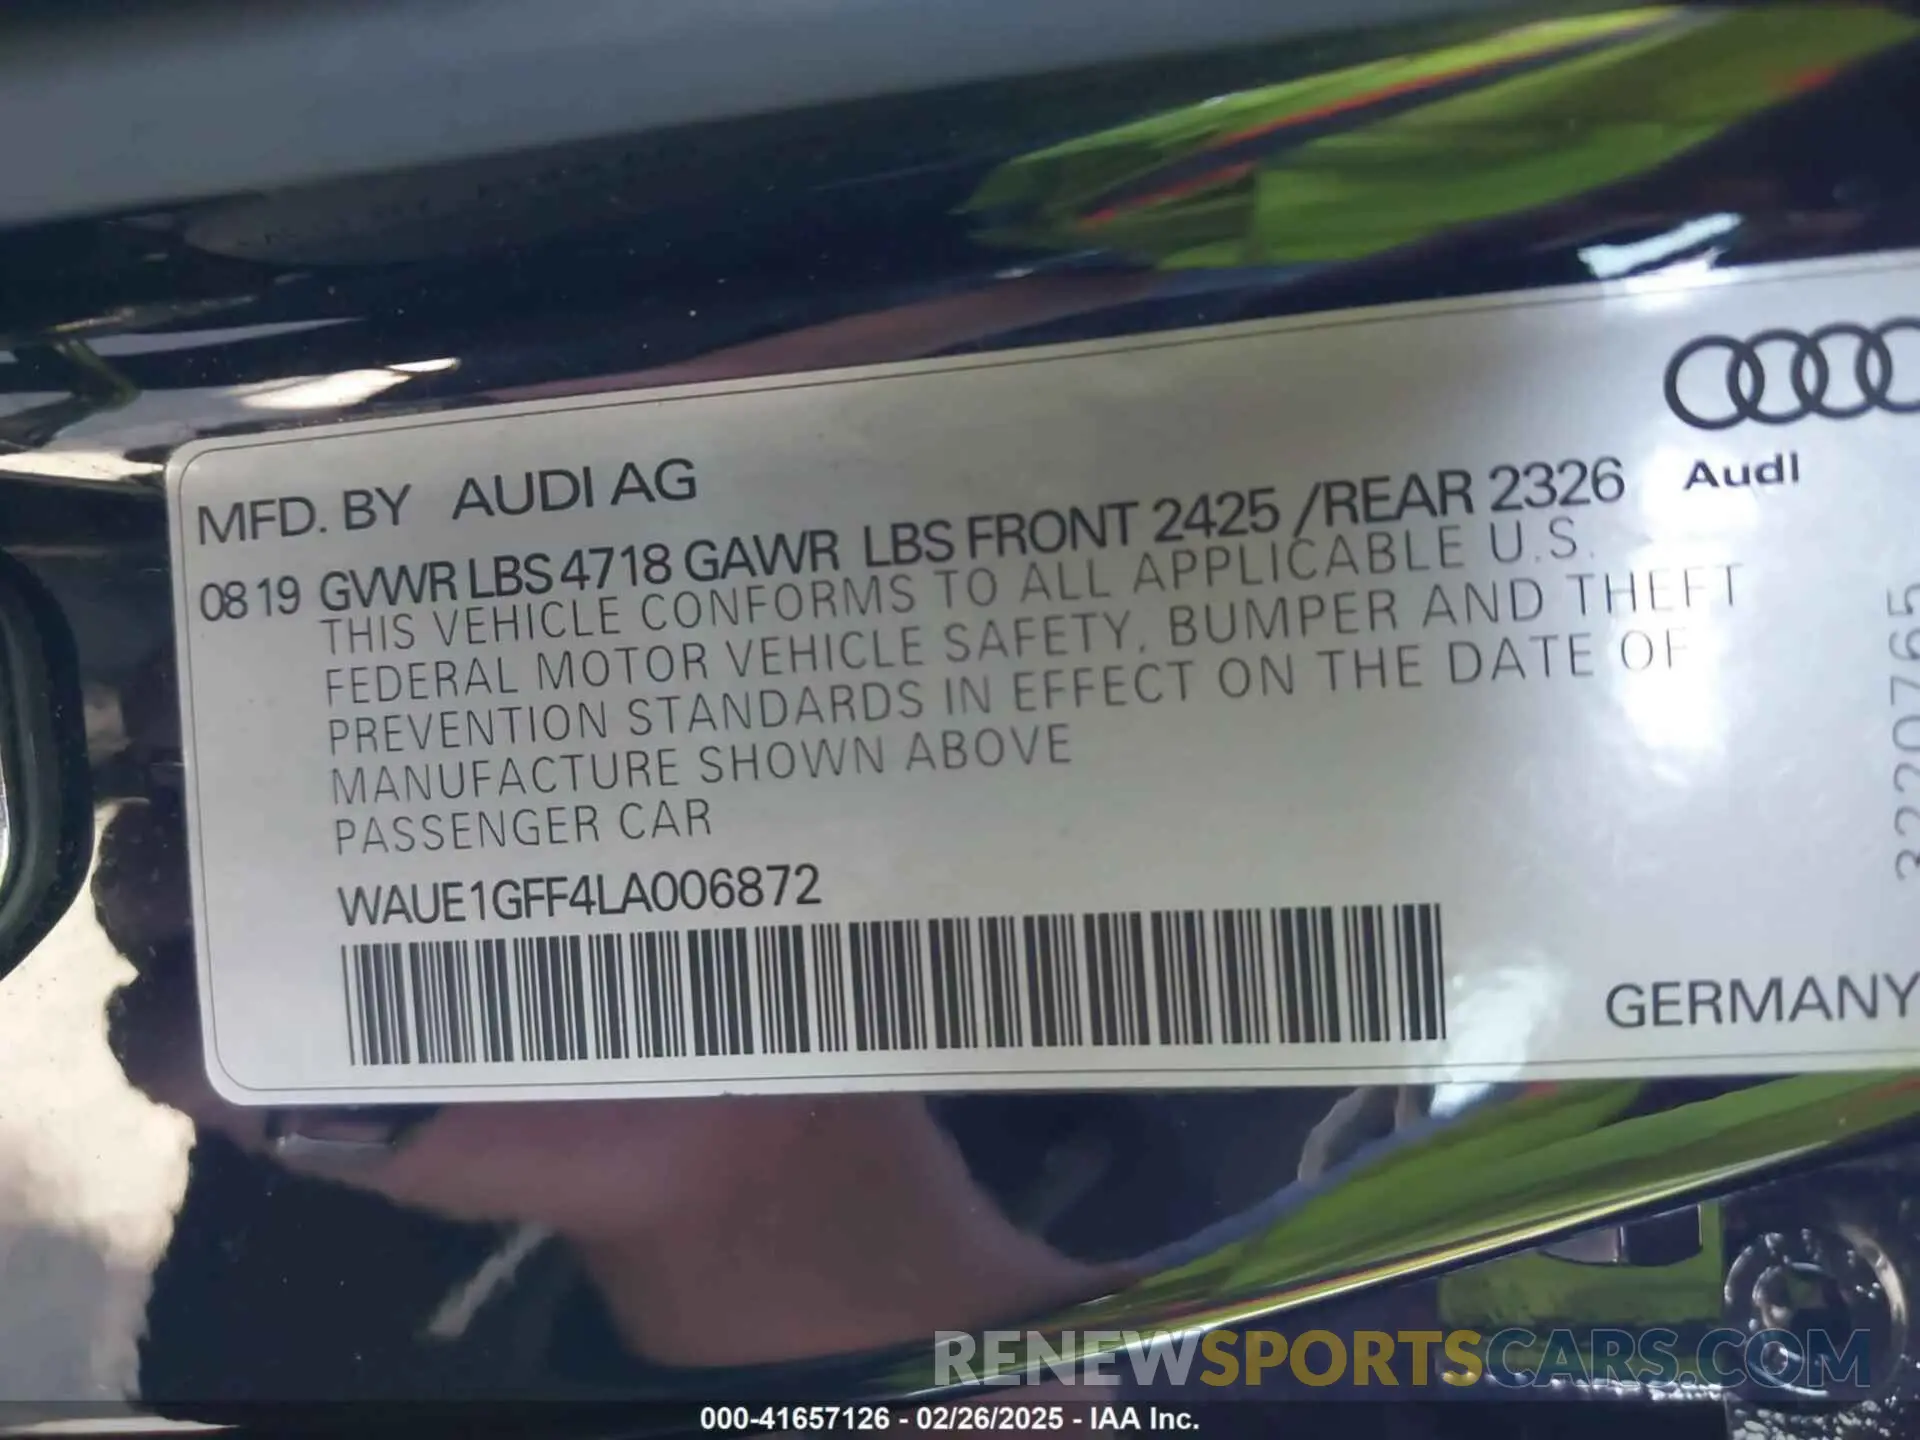 MFD. BY AUDI AG
Audi
08 19 GVWR LBS 4718 GAWR LBS FRONT 2425 /REAR 2326
THIS VEHICLE CONFORMS TO ALL APPLICABLE U.S.
FEDERAL MOTOR VEHICLE SAFETY, BUMPER AND THEFT
PREVENTION STANDARDS IN EFFECT ON THE DATE OF
MANUFACTURE SHOWN ABOVE
PASSENGER CAR
WAUE1GFF4LA006872
GERMANY
3220765
RENEWSPORTSCARS.COM
000-41657126 - 02/26/2025 - IAA Inc.